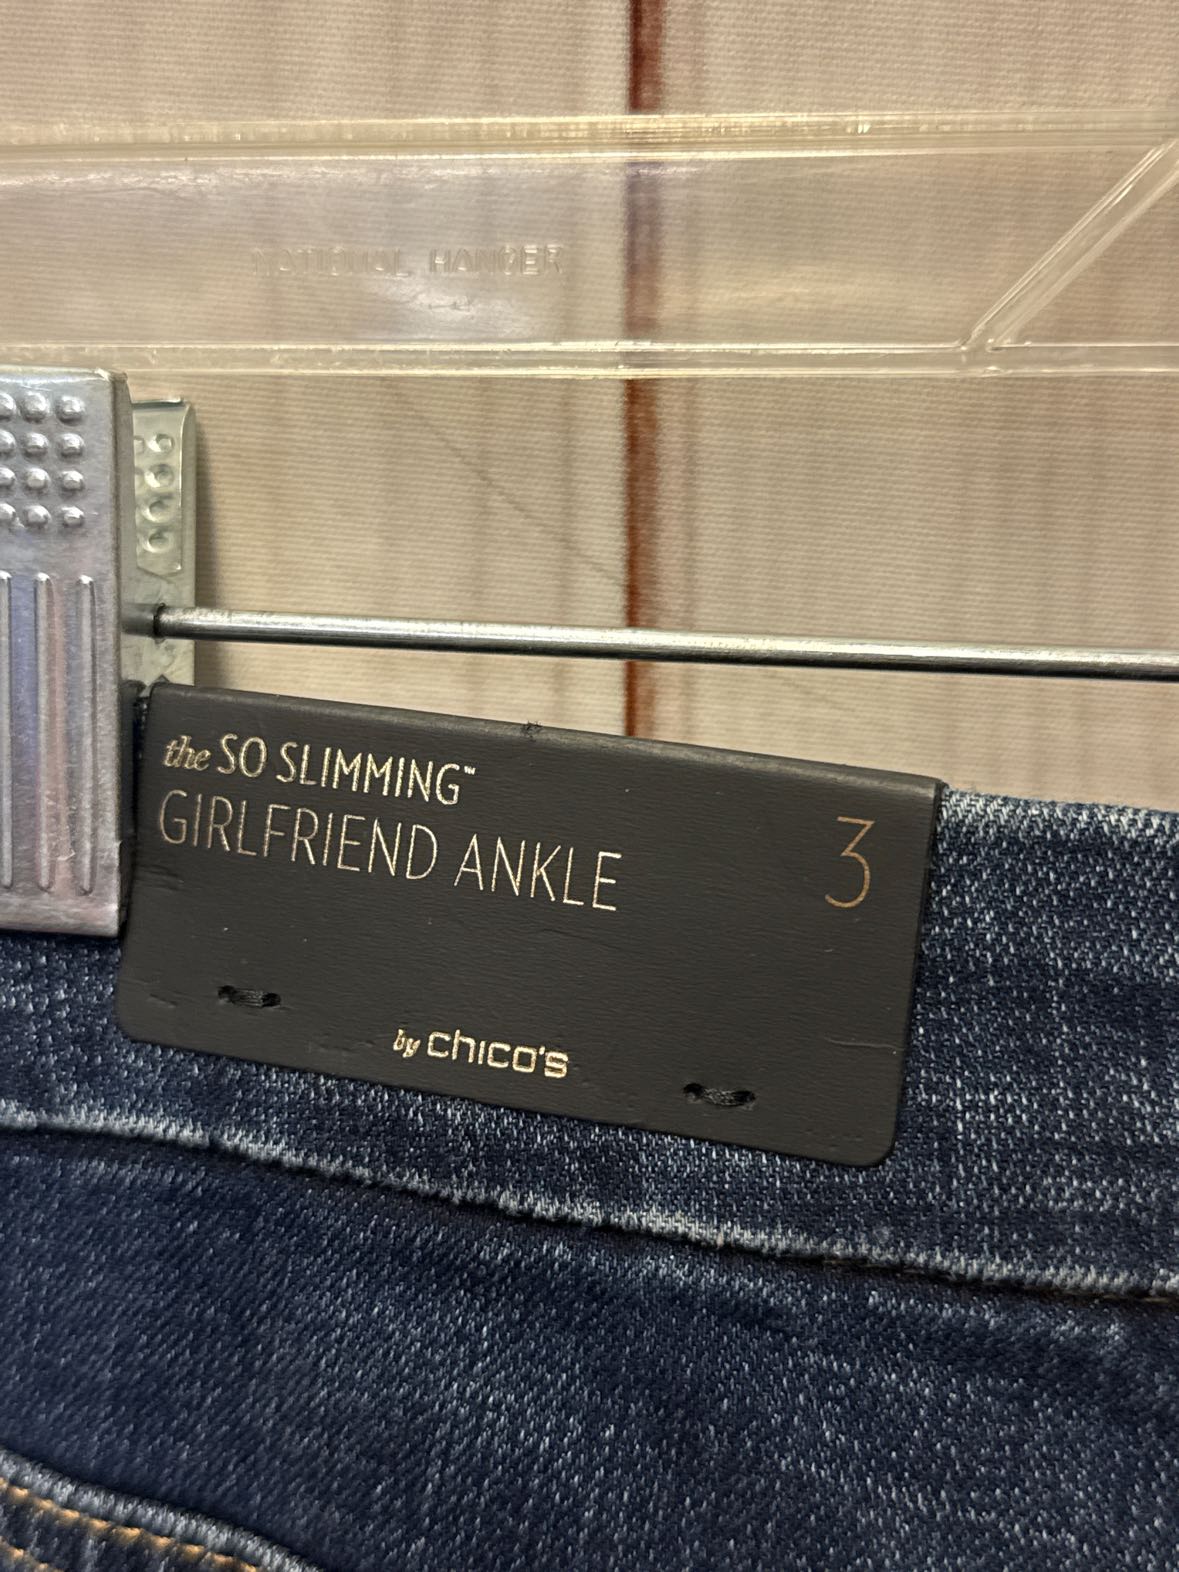 NATIONAL HANGER
the SO SLIMMING™
GIRLFRIEND ANKLE
3
by chico's